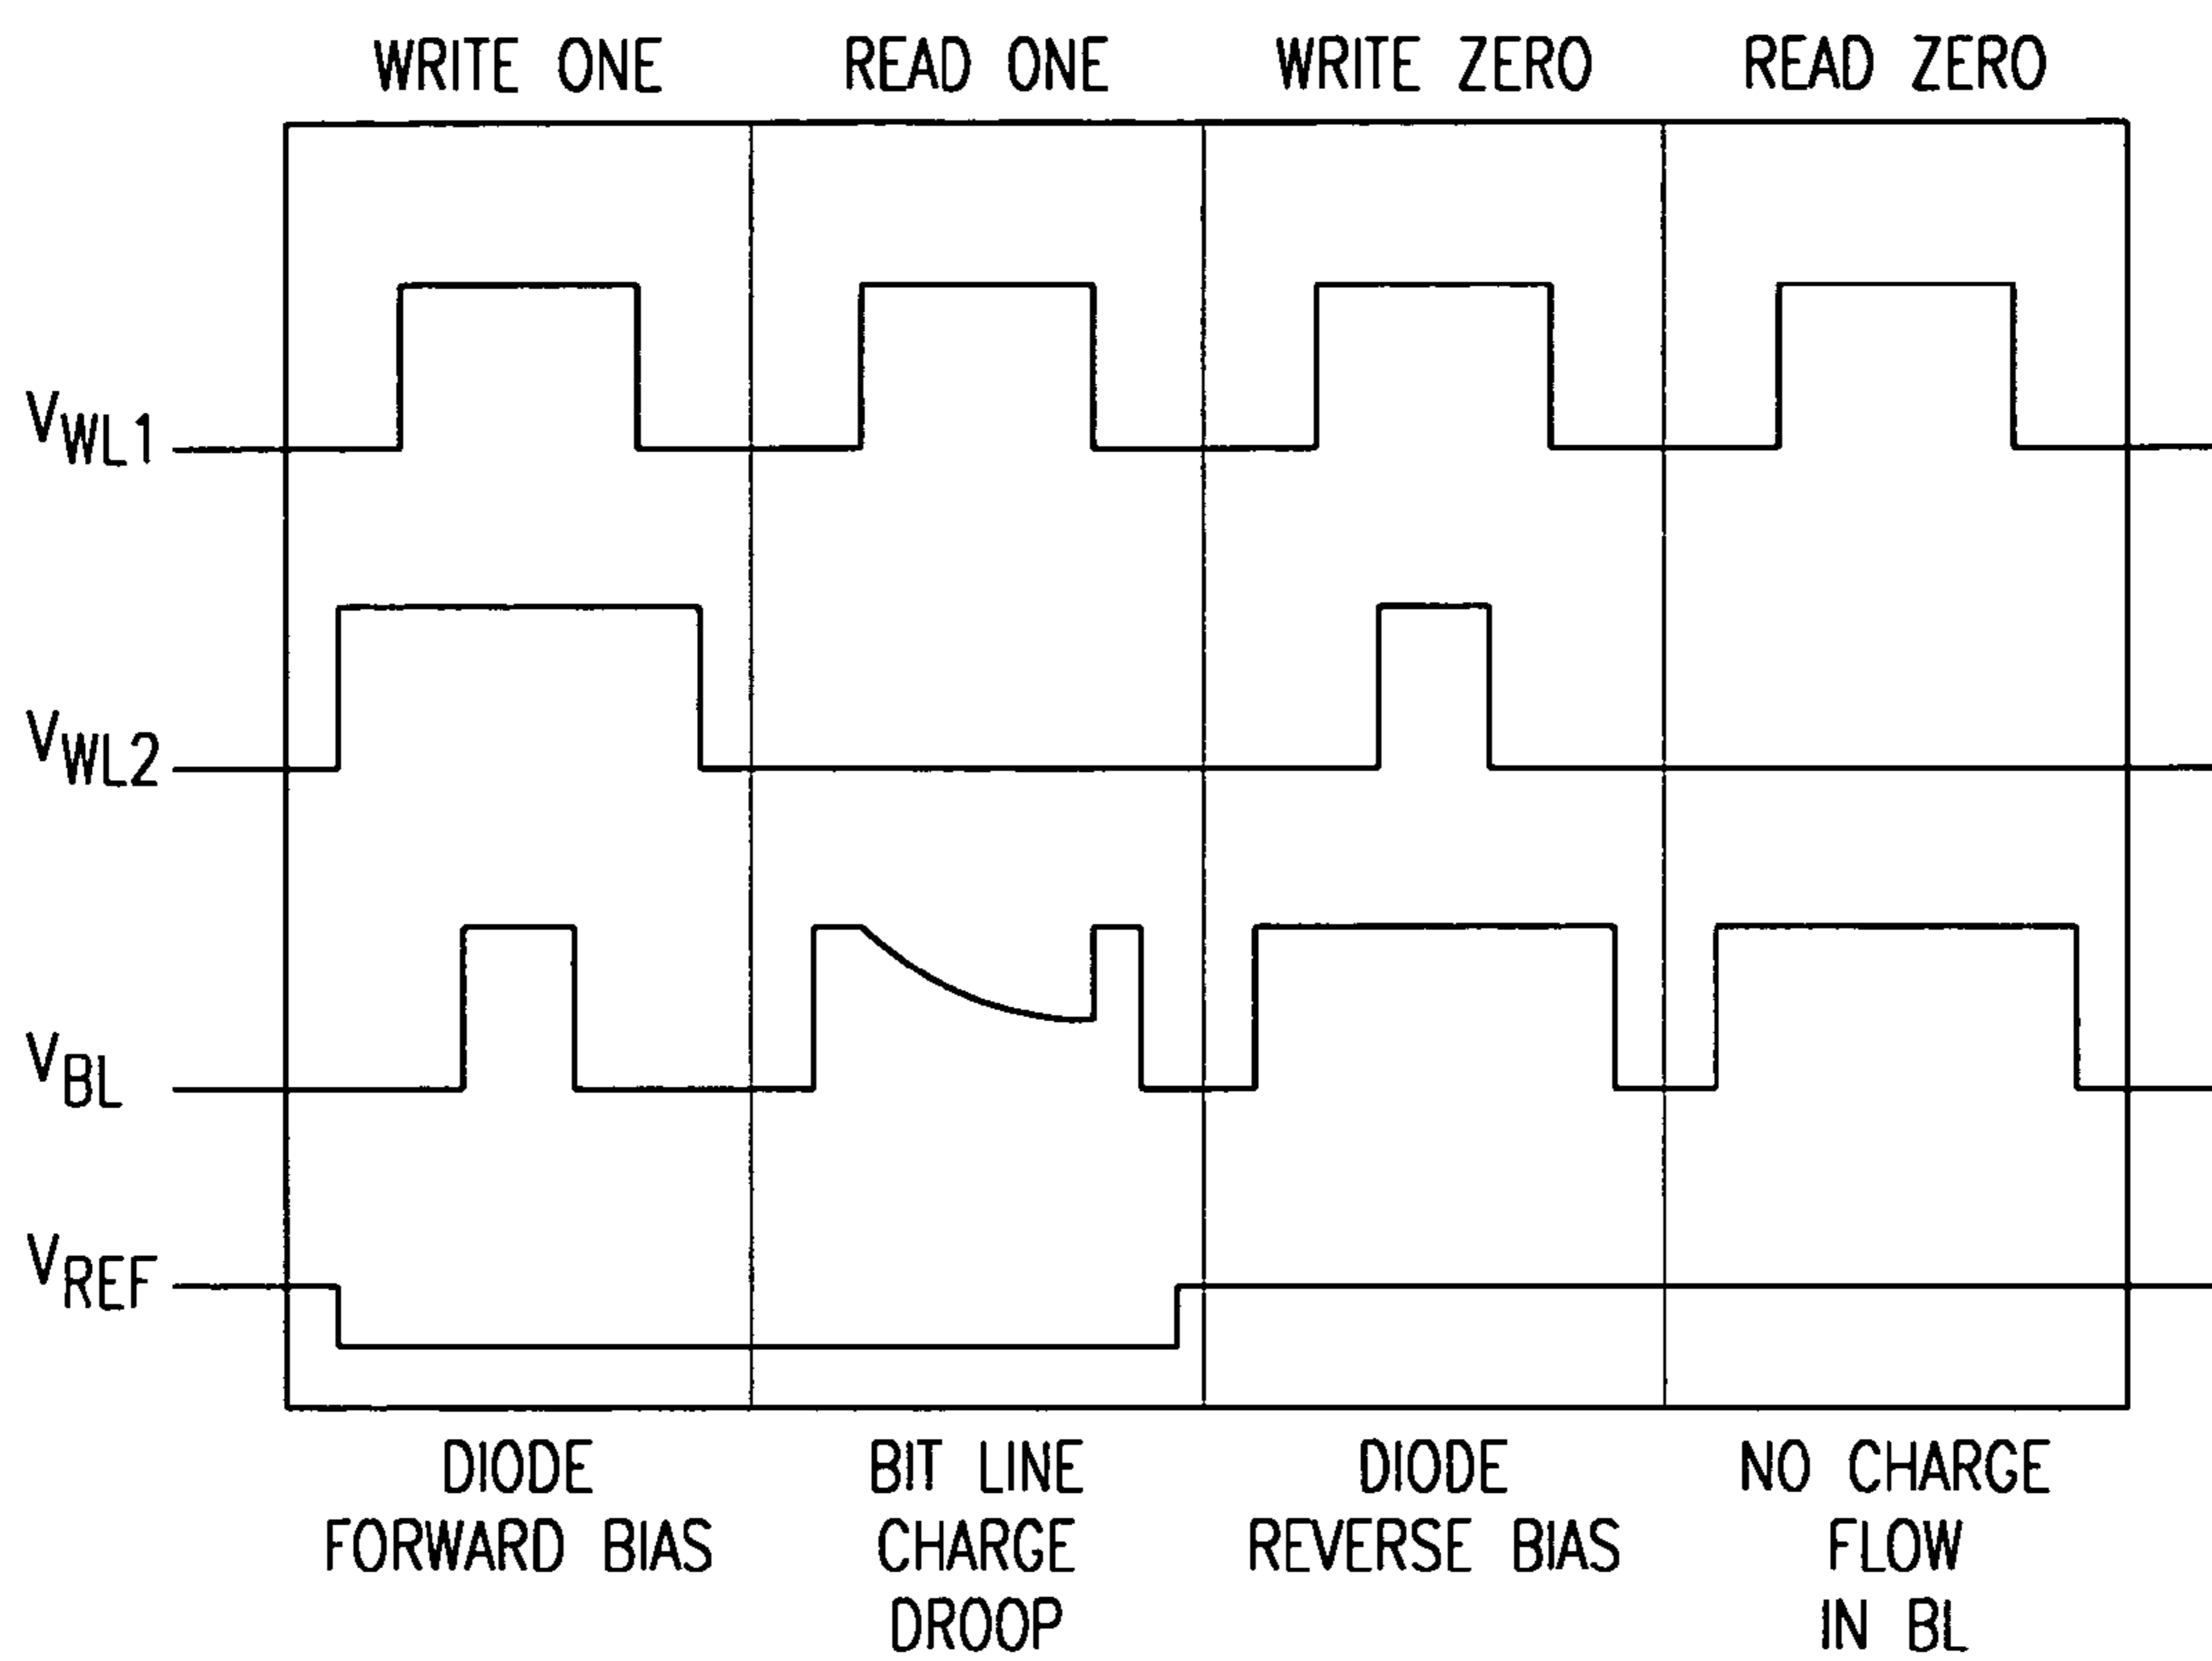 WRITE ONE READ ONE WRITE ZERO READ ZERO
VWL1
VWL2
VBL
VREF
DIODE FORWARD BIAS
BIT LINE CHARGE DROOP
DIODE REVERSE BIAS
NO CHARGE FLOW IN BL